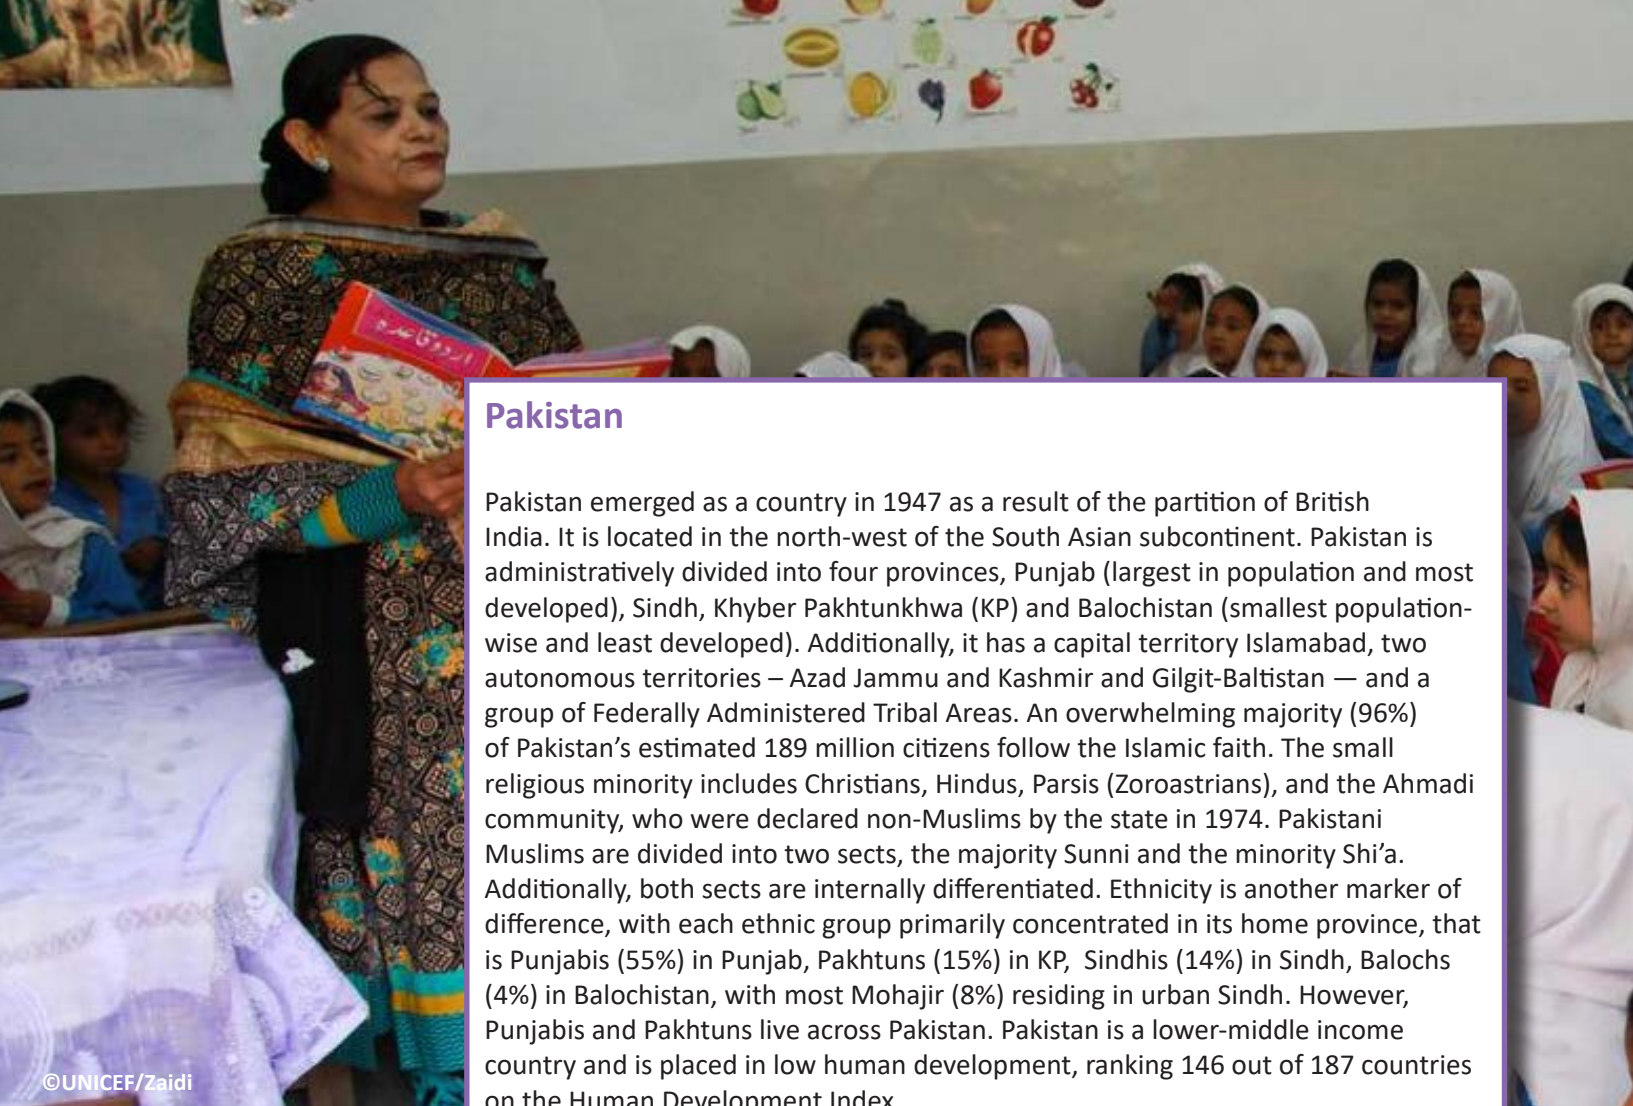 اردو قاعدہ
Pakistan
Pakistan emerged as a country in 1947 as a result of the partition of British
India. It is located in the north-west of the South Asian subcontinent. Pakistan is
administratively divided into four provinces, Punjab (largest in population and most
developed), Sindh, Khyber Pakhtunkhwa (KP) and Balochistan (smallest population-
wise and least developed). Additionally, it has a capital territory Islamabad, two
autonomous territories – Azad Jammu and Kashmir and Gilgit-Baltistan — and a
group of Federally Administered Tribal Areas. An overwhelming majority (96%)
of Pakistan’s estimated 189 million citizens follow the Islamic faith. The small
religious minority includes Christians, Hindus, Parsis (Zoroastrians), and the Ahmadi
community, who were declared non-Muslims by the state in 1974. Pakistani
Muslims are divided into two sects, the majority Sunni and the minority Shi’a.
Additionally, both sects are internally differentiated. Ethnicity is another marker of
difference, with each ethnic group primarily concentrated in its home province, that
is Punjabis (55%) in Punjab, Pakhtuns (15%) in KP,  Sindhis (14%) in Sindh, Balochs
(4%) in Balochistan, with most Mohajir (8%) residing in urban Sindh. However,
Punjabis and Pakhtuns live across Pakistan. Pakistan is a lower-middle income
country and is placed in low human development, ranking 146 out of 187 countries
on the Human Development Index
©UNICEF/Zaidi